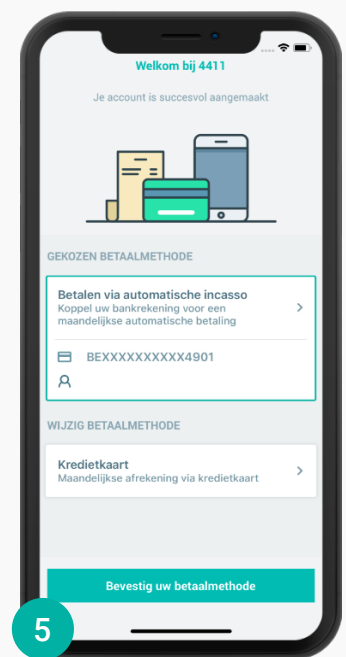 Welkom bij 4411
Je account is succesvol aangemaakt
GEKOZEN BETAALMETHODE
Betalen via automatische incasso
Koppel uw bankrekening voor een
maandelijkse automatische betaling
BEXXXXXXXXXX4901
WIJZIG BETAALMETHODE
Kredietkaart
Maandelijkse afrekening via kredietkaart
Bevestig uw betaalmethode
5